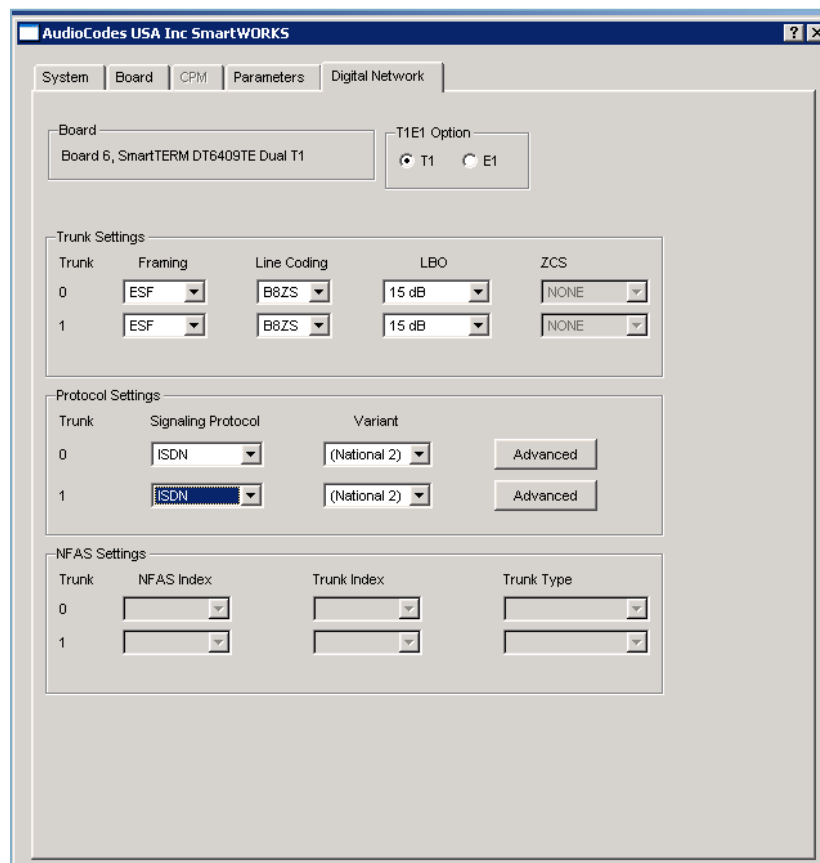 AudioCodes USA Inc SmartWORKS
System Board CPM Parameters Digital Network
Board
Board 6, SmartTERM DT6409TE Dual T1
T1E1 Option
T1 E1
Trunk Settings
Trunk Framing Line Coding LBO ZCS
0 ESF B8ZS 15 dB NONE
1 ESF B8ZS 15 dB NONE
Protocol Settings
Trunk Signaling Protocol Variant
0 ISDN (National 2) Advanced
1 ISDN (National 2) Advanced
NFAS Settings
Trunk NFAS Index Trunk Index Trunk Type
0
1